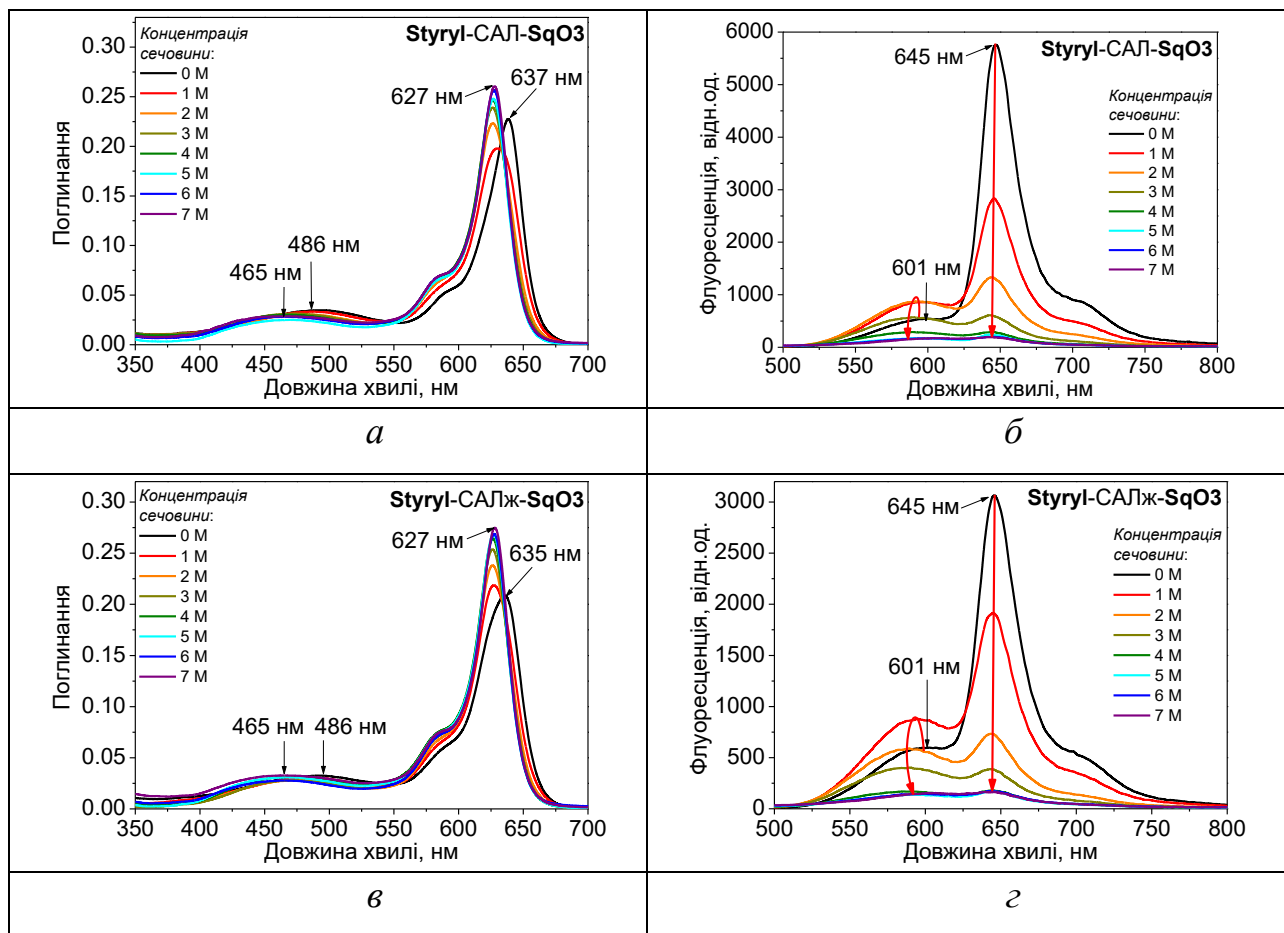 Концентрація
сечовини:
0 M
1 M
2 M
3 M
4 M
5 M
6 M
7 M
Styryl-САЛ-SqO3
637 нм
627 нм
486 нм
465 нм
0.30
0.25
0.20
0.15
0.10
0.05
0.00
Поглинання
350 400 450 500 550 600 650 700
Довжина хвилі, нм
а
Styryl-САЛ-SqO3
645 нм
Концентрація
сечовини:
0 M
1 M
2 M
3 M
4 M
5 M
6 M
7 M
601 нм
6000
5000
4000
3000
2000
1000
0
Флуоресценція, відн.од.
500 550 600 650 700 750 800
Довжина хвилі, нм
б
Концентрація
сечовини:
0 M
1 M
2 M
3 M
4 M
5 M
6 M
7 M
Styryl-САЛж-SqO3
627 нм
635 нм
465 нм
486 нм
0.30
0.25
0.20
0.15
0.10
0.05
0.00
Поглинання
350 400 450 500 550 600 650 700
Довжина хвилі, нм
в
Styryl-САЛж-SqO3
645 нм
Концентрація
сечовини:
0 M
1 M
2 M
3 M
4 M
5 M
6 M
7 M
601 нм
3000
2500
2000
1500
1000
500
0
Флуоресценція, відн.од.
500 550 600 650 700 750 800
Довжина хвилі, нм
г